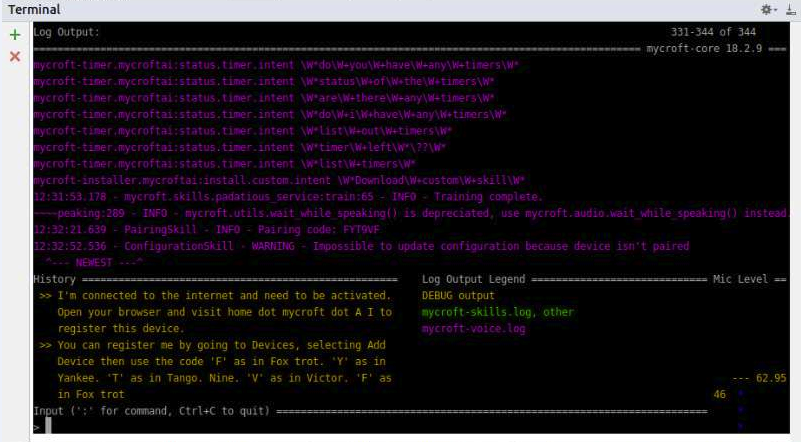 Terminal
Log Output: 331-344 of 344
mycroft-core 18.2.9 ===
mycroft-timer.mycroftai:status.timer.intent \W*do\W+you\W+have\W+any\W+timers\W*
mycroft-timer.mycroftai:status.timer.intent \W*status\W+of\W+the\W+timers\W*
mycroft-timer.mycroftai:status.timer.intent \W*are\W+there\W+any\W+timers\W*
mycroft-timer.mycroftai:status.timer.intent \W*do\W+i\W+have\W+any\W+timers\W*
mycroft-timer.mycroftai:status.timer.intent \W*list\W+out\W+timers\W*
mycroft-timer.mycroftai:status.timer.intent \W*timer\W+left\W*\??\W*
mycroft-timer.mycroftai:status.timer.intent \W*list\W+timers\W*
mycroft-installer.mycroftai:install.custom.intent \W*Download\W+custom\W+skill\W*
12:31:53.178 - mycroft.skills.padatious_service:train:65 - INFO - Training complete.
~~~~peaking:209 - INFO - mycroft.utils.wait_while_speaking() is depreciated, use mycroft.audio.wait_while_speaking() instead.
12:32:21.639 - PairingSkill - INFO - Pairing code: FYT9VF
12:32:52.536 - ConfigurationSkill - WARNING - Impossible to update configuration because device isn't paired
^--- NEWEST ---^
History ==================================================== Log Output Legend ============================= Mic Level ==
>> I'm connected to the internet and need to be activated. DEBUG output
Open your browser and visit home dot mycroft dot A I to mycroft-skills.log, other
register this device. mycroft-voice.log
>> You can register me by going to Devices, selecting Add
Device then use the code 'F' as in Fox trot. 'Y' as in
Yankee. 'T' as in Tango. Nine. 'V' as in Victor. 'F' as --- 62.95
in Fox trot 46 *
Input (':' for command, Ctrl+C to quit) ======================================================================= *
> *